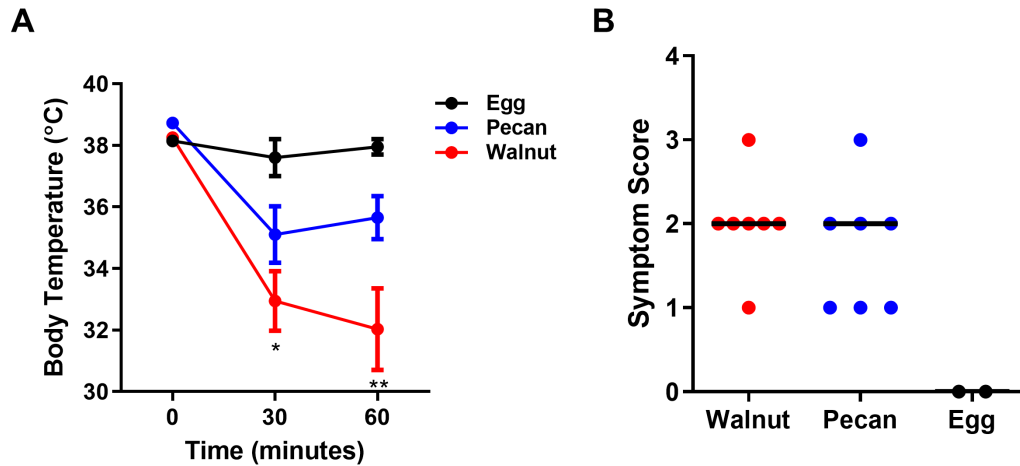 A
Body Temperature (°C)
40
38
36
34
32
30
0
30
60
Time (minutes)
*
**
Egg
Pecan
Walnut
B
Symptom Score
4
3
2
1
0
Walnut
Pecan
Egg